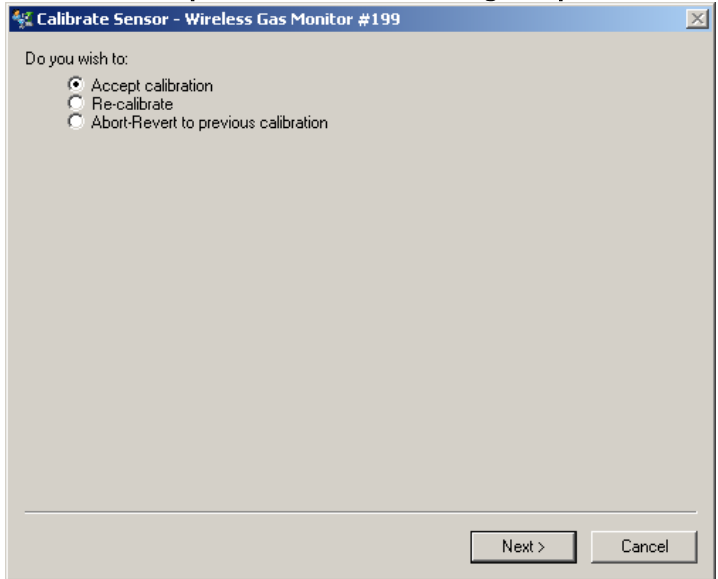 Calibrate Sensor - Wireless Gas Monitor #199
Do you wish to:
Accept calibration
Re-calibrate
Abort-Revert to previous calibration
Next >
Cancel